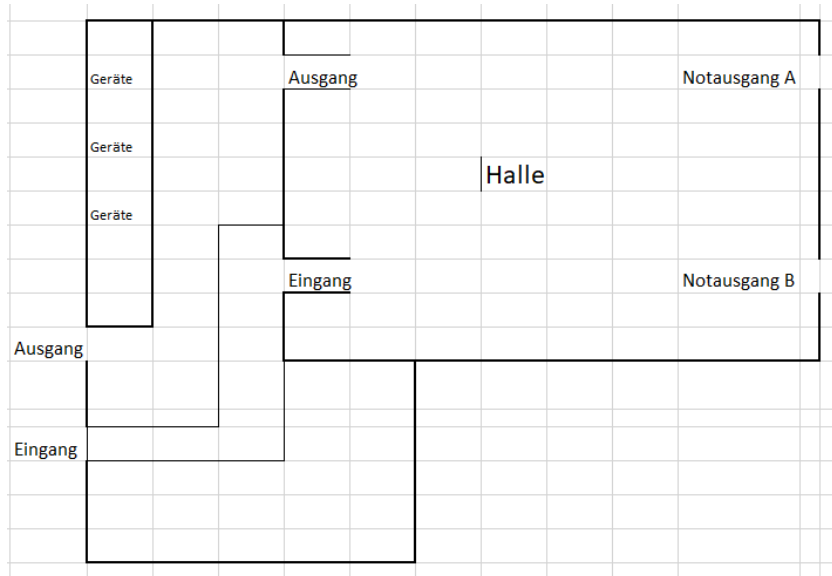 Geräte
Ausgang
Notausgang A
Geräte
Halle
Geräte
Eingang
Notausgang B
Ausgang
Eingang